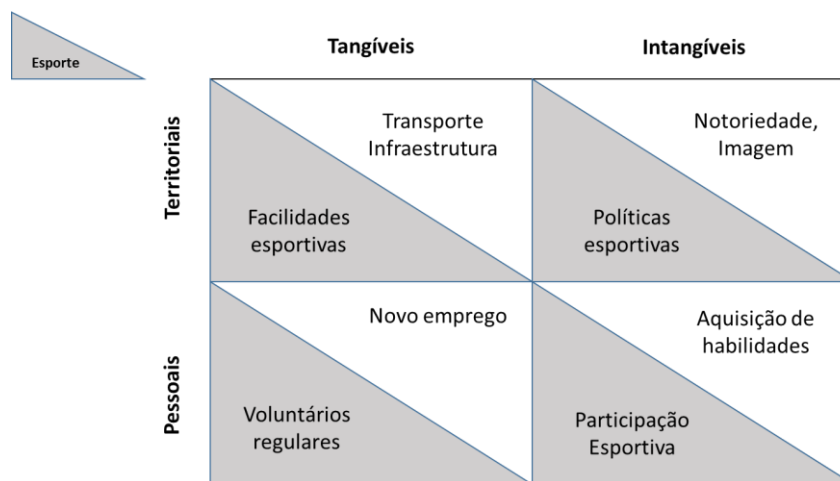 Tangíveis
Intangíveis
Esporte
Territoriais
Transporte
Infraestrutura
Facilidades
esportivas
Notoriedade,
Imagem
Políticas
esportivas
Pessoais
Novo emprego
Voluntários
regulares
Aquisição de
habilidades
Participação
Esportiva